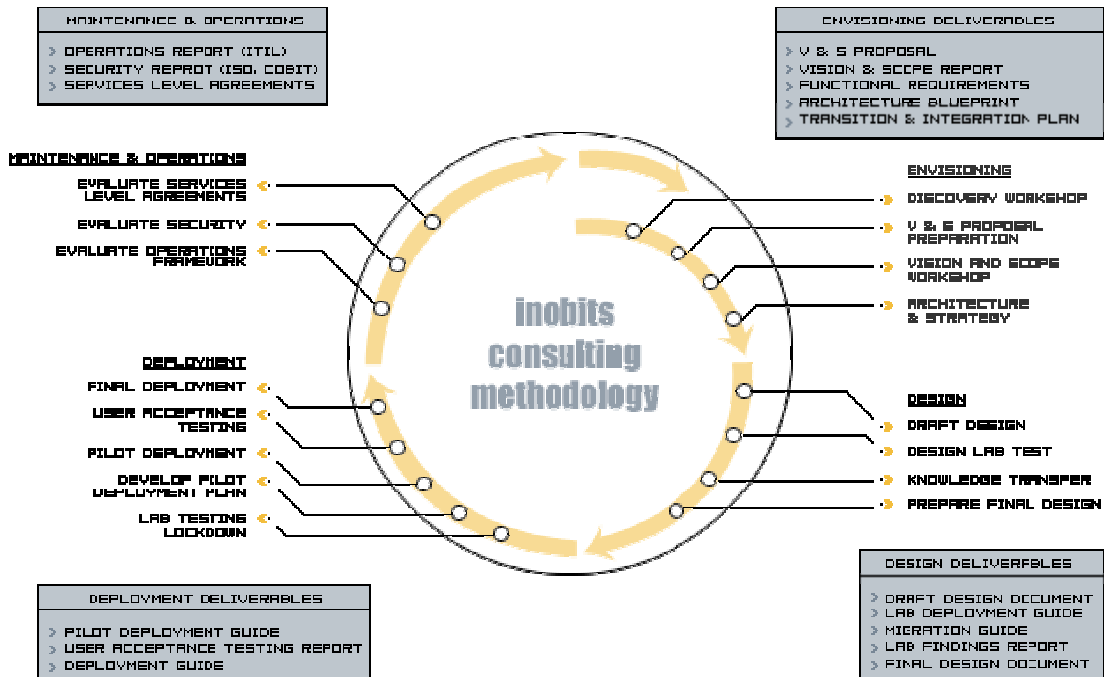 MAINTENANCE & OPERATIONS
OPERATIONS REPORT (ITIL)
SECURITY REPROT (ISO, COBIT)
SERVICES LEVEL AGREEMENTS
ENVISIONING DELIVERABLES
V & S PROPOSAL
VISION & SCOPE REPORT
FUNCTIONAL REQUIREMENTS
ARCHITECTURE BLUEPRINT
TRANSITION & INTEGRATION PLAN
MAINTENANCE & OPERATIONS
EVALUATE SERVICES
LEVEL AGREEMENTS
EVALUATE SECURITY
EVALUATE OPERATIONS
FRAMEWORK
ENVISIONING
DISCOVERY WORKSHOP
V & S PROPOSAL
PREPARATION
VISION AND SCOPE
WORKSHOP
ARCHITECTURE
& STRATEGY
inobits
consulting
methodology
DEPLOYMENT
FINAL DEPLOYMENT
USER ACCEPTANCE
TESTING
PILOT DEPLOYMENT
DEVELOP PILOT
DEPLOYMENT PLAN
LAB TESTING
LOCKDOWN
DESIGN
DRAFT DESIGN
DESIGN LAB TEST
KNOWLEDGE TRANSFER
PREPARE FINAL DESIGN
DEPLOYMENT DELIVERABLES
PILOT DEPLOYMENT GUIDE
USER ACCEPTANCE TESTING REPORT
DEPLOYMENT GUIDE
DESIGN DELIVERABLES
DRAFT DESIGN DOCUMENT
LAB DEPLOYMENT GUIDE
MIGRATION GUIDE
LAB FINDINGS REPORT
FINAL DESIGN DOCUMENT